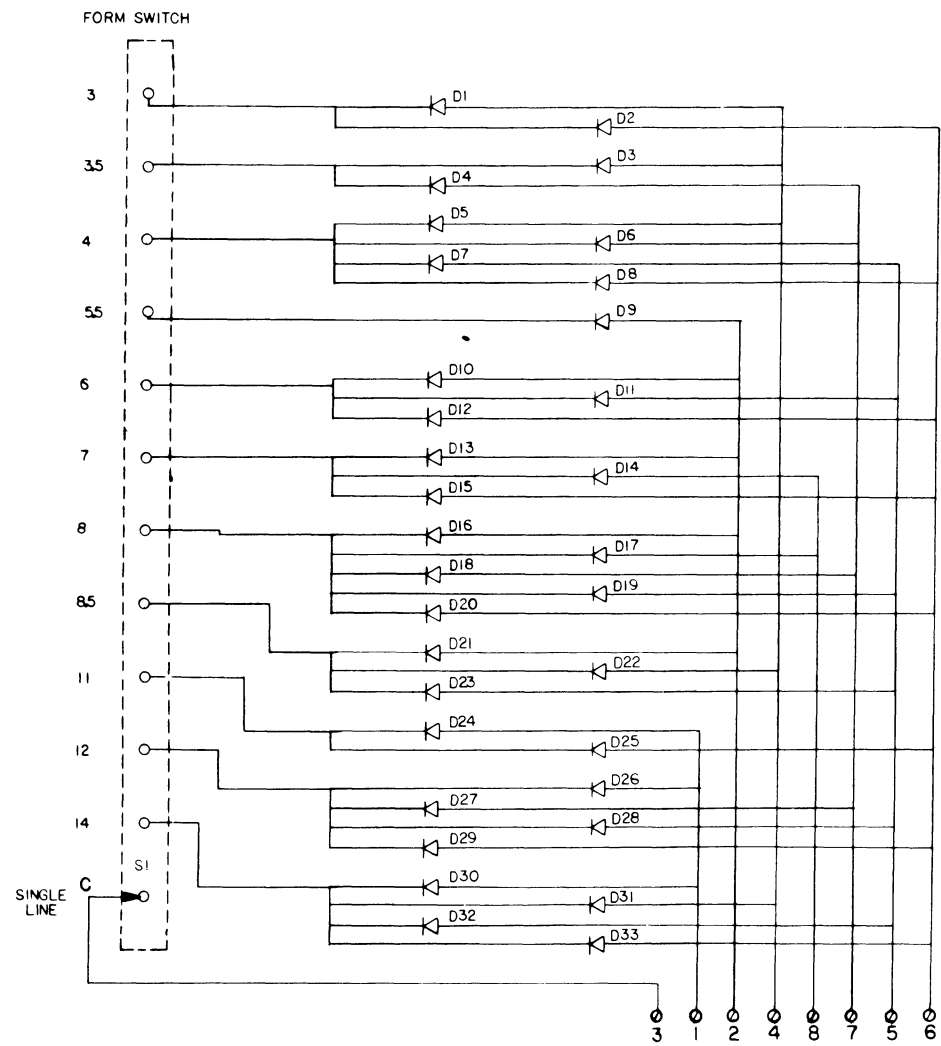 FORM SWITCH
3
D1
D2
3.5
D3
D4
4
D5
D6
D7
D8
5.5
D9
6
D10
D11
D12
7
D13
D14
D15
8
D16
D17
D18
D19
D20
8.5
D21
D22
D23
11
D24
D25
12
D26
D27
D28
D29
14
S1
C
D30
SINGLE
LINE
D31
D32
D33
3 1 2 4 8 7 5 6